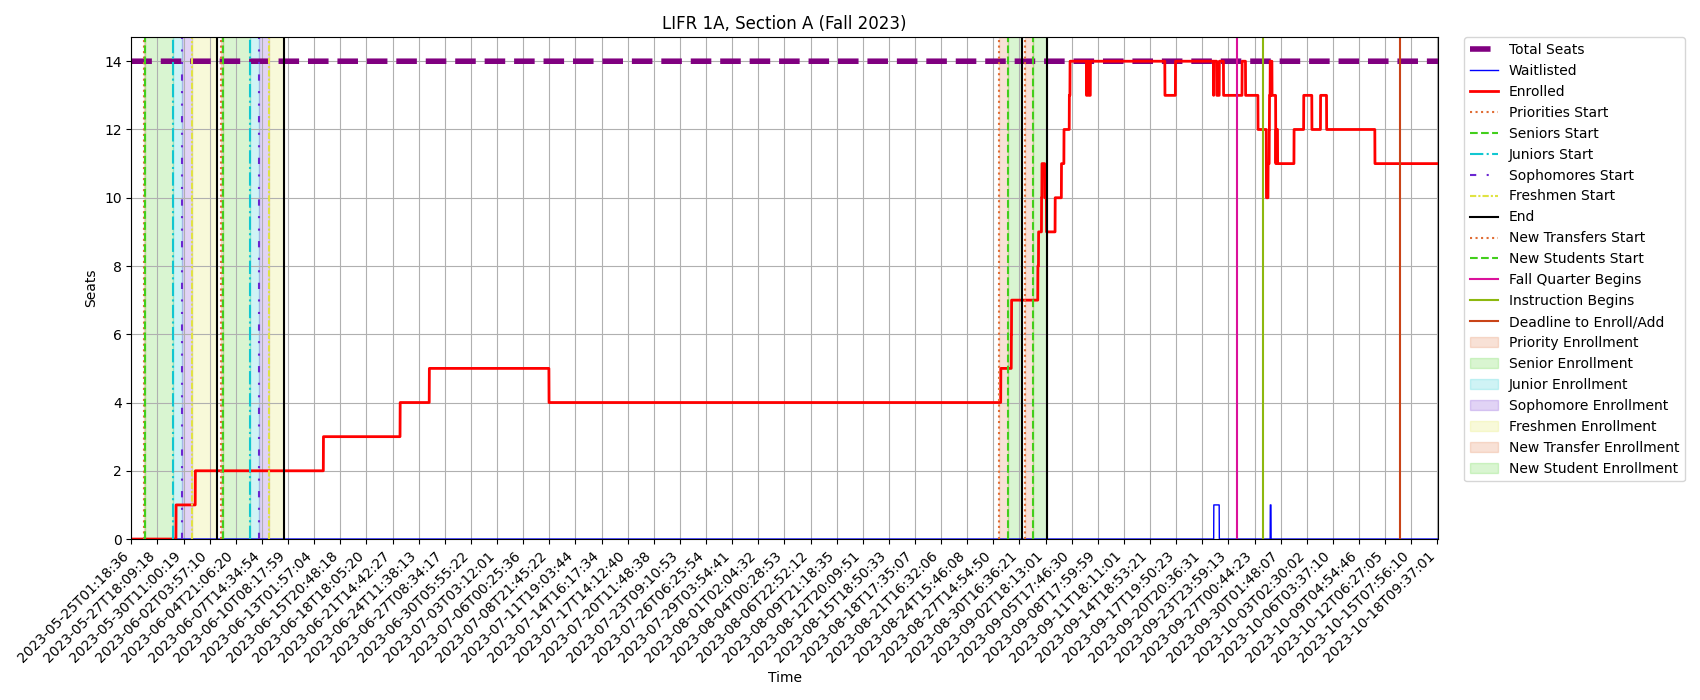 LIFR 1A, Section A (Fall 2023)
Seats
14
12
10
8
6
4
2
0
2023-05-25T01:18:36
2023-05-27T18:09:18
2023-05-30T11:00:19
2023-06-02T03:57:10
2023-06-04T21:06:20
2023-06-07T14:34:54
2023-06-10T08:17:59
2023-06-13T01:57:04
2023-06-15T20:48:18
2023-06-18T18:05:20
2023-06-21T14:42:27
2023-06-24T11:38:13
2023-06-27T08:34:17
2023-06-30T05:55:22
2023-07-03T03:12:01
2023-07-06T00:25:36
2023-07-08T21:45:22
2023-07-11T19:03:44
2023-07-14T16:17:34
2023-07-17T14:12:40
2023-07-20T11:48:38
2023-07-23T09:10:53
2023-07-26T06:25:54
2023-07-29T03:54:41
2023-08-01T02:04:32
2023-08-04T00:28:53
2023-08-06T22:52:12
2023-08-09T21:18:35
2023-08-12T20:09:51
2023-08-15T18:50:33
2023-08-18T17:35:07
2023-08-21T16:32:06
2023-08-24T15:46:08
2023-08-27T14:54:50
2023-08-30T16:36:21
2023-09-02T18:13:01
2023-09-05T17:46:30
2023-09-08T17:59:59
2023-09-11T18:11:01
2023-09-14T18:53:21
2023-09-17T19:50:23
2023-09-20T20:36:31
2023-09-23T23:59:13
2023-09-27T00:44:23
2023-09-30T01:48:07
2023-10-03T02:30:02
2023-10-06T03:37:10
2023-10-09T04:54:46
2023-10-12T06:27:05
2023-10-15T07:56:10
2023-10-18T09:37:01
Time
Total Seats
Waitlisted
Enrolled
Priorities Start
Seniors Start
Juniors Start
Sophomores Start
Freshmen Start
End
New Transfers Start
New Students Start
Fall Quarter Begins
Instruction Begins
Deadline to Enroll/Add
Priority Enrollment
Senior Enrollment
Junior Enrollment
Sophomore Enrollment
Freshmen Enrollment
New Transfer Enrollment
New Student Enrollment